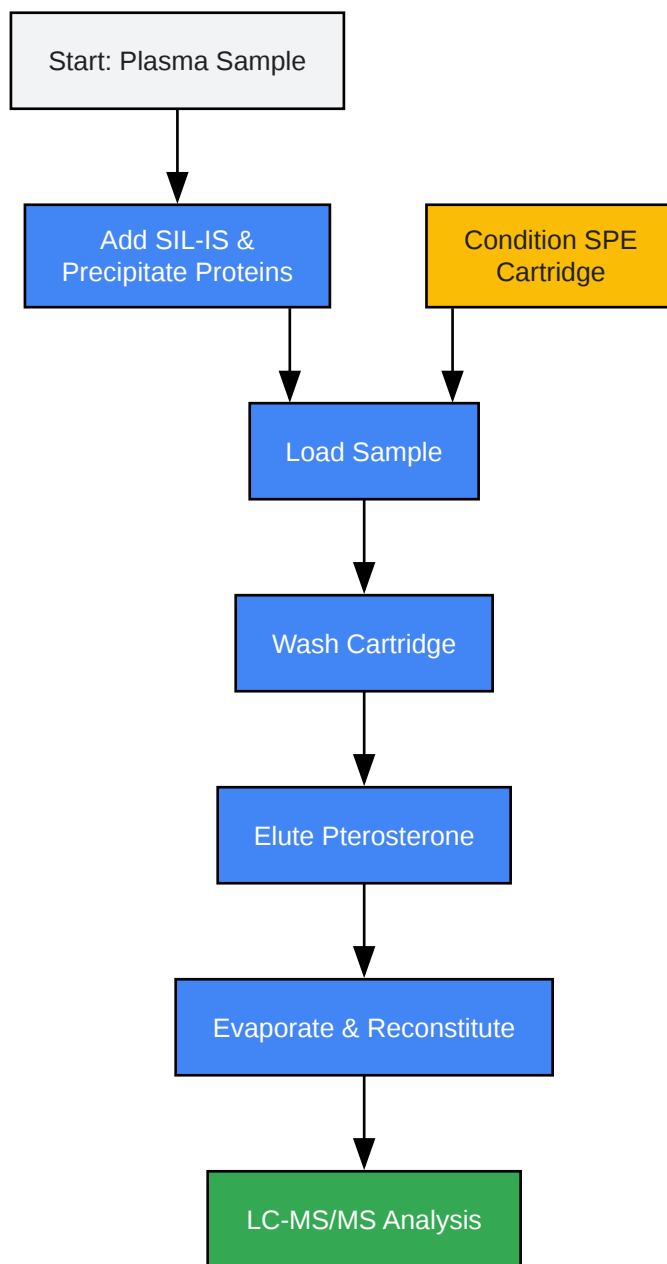 Start: Plasma Sample
Add SIL-IS &
Precipitate Proteins
Condition SPE
Cartridge
Load Sample
Wash Cartridge
Elute Pterosterone
Evaporate & Reconstitute
LC-MS/MS Analysis